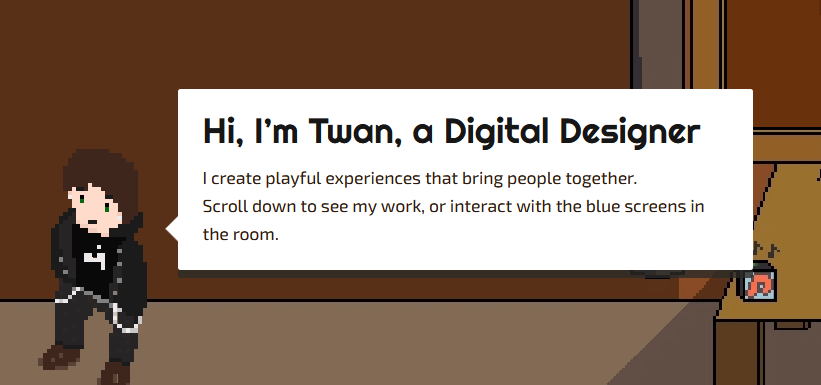 Hi, I’m Twan, a Digital Designer
I create playful experiences that bring people together.
Scroll down to see my work, or interact with the blue screens in
the room.